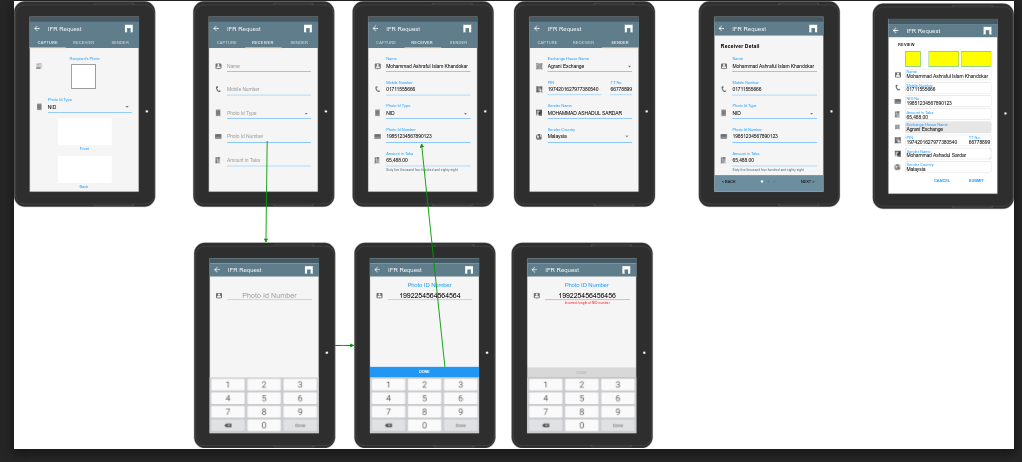 IFR Request
CAPTURE RECEIVER SENDER
Recipient's Photo
Photo Id Type
NID
Front
Back
IFR Request
CAPTURE RECEIVER SENDER
Name
Mobile Number
Photo Id Type
Photo Id Number
Amount in Taka
IFR Request
CAPTURE RECEIVER SENDER
Name
Mohammad Ashraful Islam Khandokar
Mobile Number
01711555666
Photo Id Type
NID
Photo Id Number
19851234567890123
Amount in Taka
65,488.00
Sixty five thousand four hundred and eighty eight
IFR Request
CAPTURE RECEIVER SENDER
Exchange House Name
Agrani Exchange
PIN TT No
66778899
Sender Name
MOHAMMAD ASHADUL SARDAR
Sender Country
Malaysia
IFR Request
Receiver Detail
Name
Mohammad Ashraful Islam Khandokar
Mobile Number
01711555666
Photo Id Type
NID
Photo Id Number
19851234567890123
Amount in Taka
65,488.00
Sixty five thousand four hundred and eighty eight
< BACK NEXT >
IFR Request
REVIEW
Name
Mohammad Ashraful Islam Khandokar
Mobile Number
01711555666
19851234567890123
Amount in Taka
65,488.00
Exchange House Name
Agrani Exchange
PIN TT No
66778899
Sender Name
Mohammad Ashadul Sardar
Sender Country
Malaysia
CANCEL SUBMIT
IFR Request
Photo Id Number
1 2 3
4 5 6
7 8 9
0 Done
IFR Request
Photo ID Number
1992254564564564
DONE
1 2 3
4 5 6
7 8 9
0 Done
IFR Request
Photo ID Number
199225456456456
Incorrect length of NID number
1 2 3
4 5 6
7 8 9
0 Done